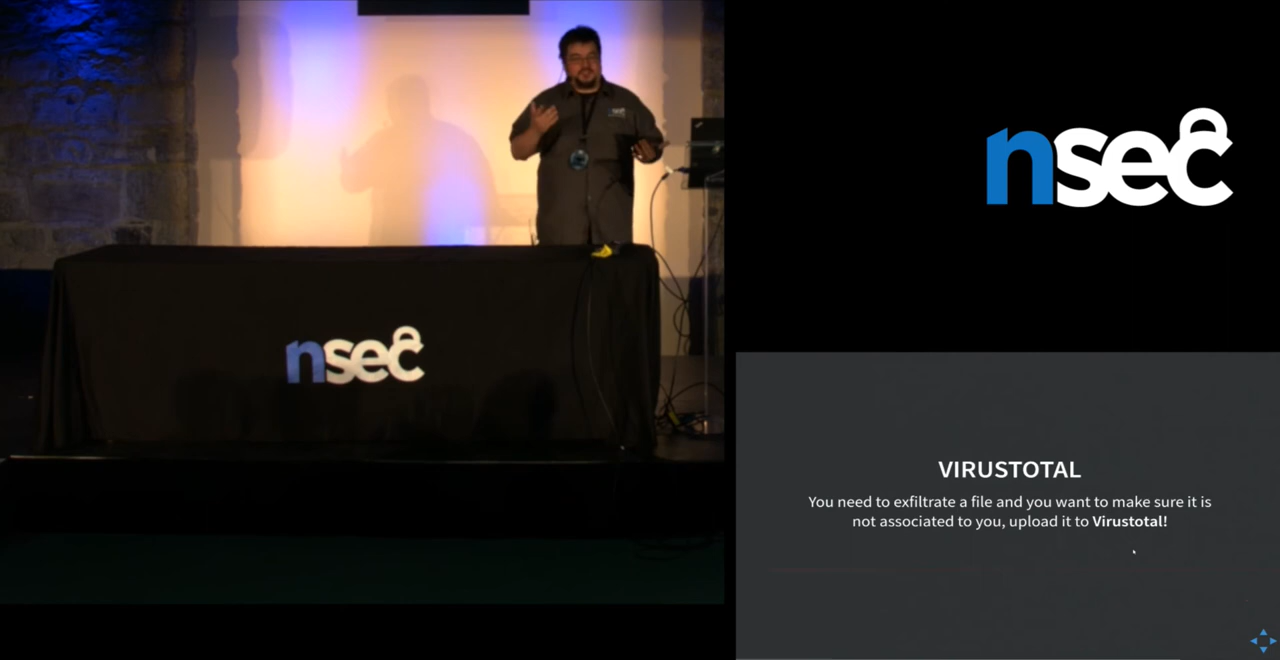 nsec
nsec
VIRUSTOTAL
You need to exfiltrate a file and you want to make sure it is
not associated to you, upload it to Virustotal!